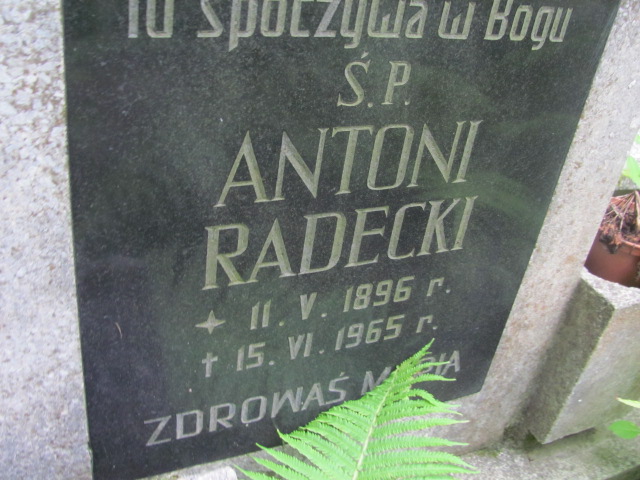 Tu spoczywa w Bogu
Ś.P.
ANTONI
RADECKI
11. V. 1896 r.
† 15. VI. 1965 r.
ZDROWAŚ